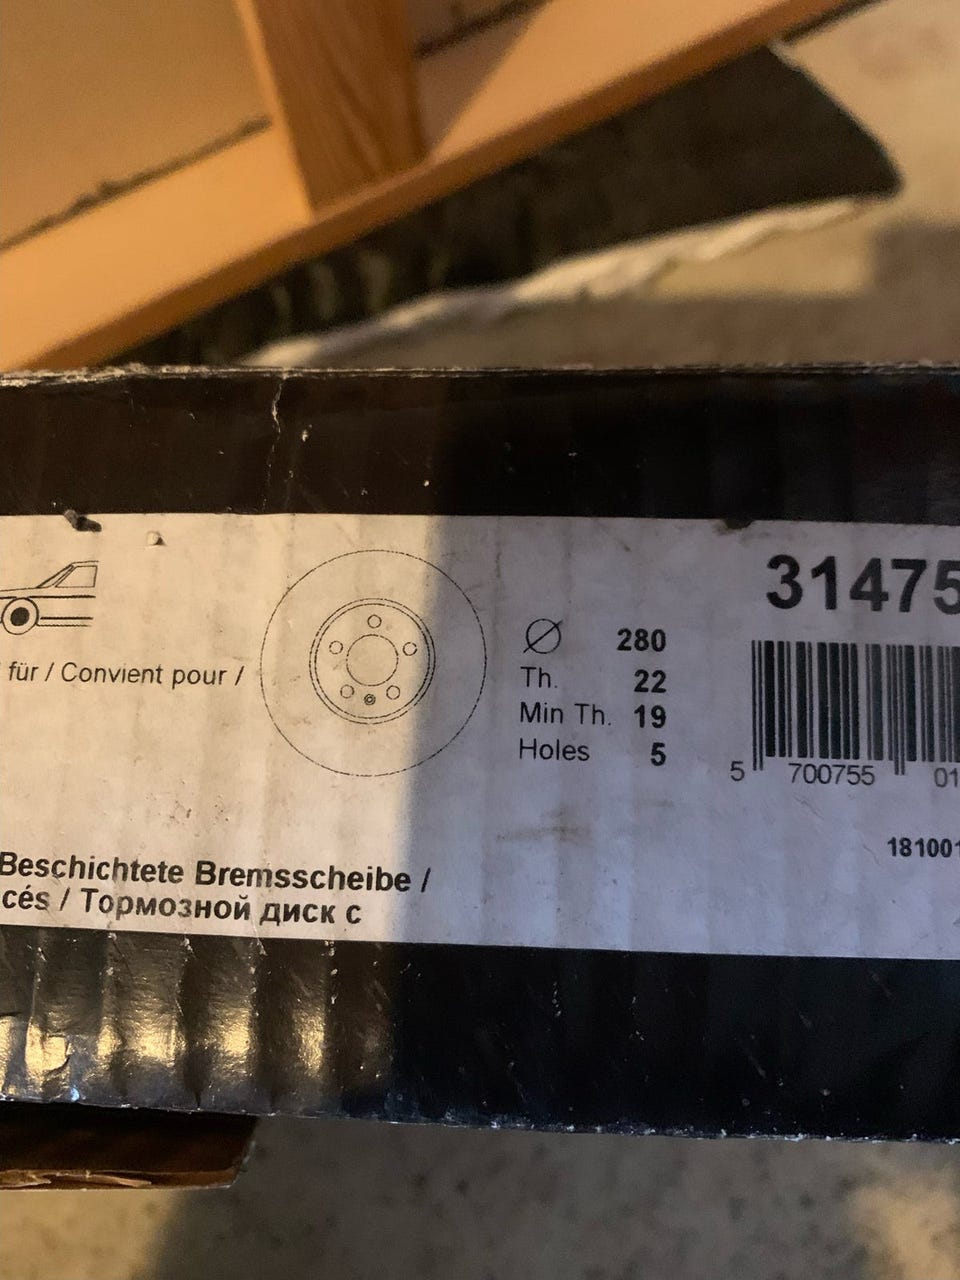 31475
für / Convient pour /
Ø 280
Th. 22
Min Th. 19
Holes 5
5 700755 01
181001
Beschichtete Bremsscheibe /
cés / Тормозной диск с